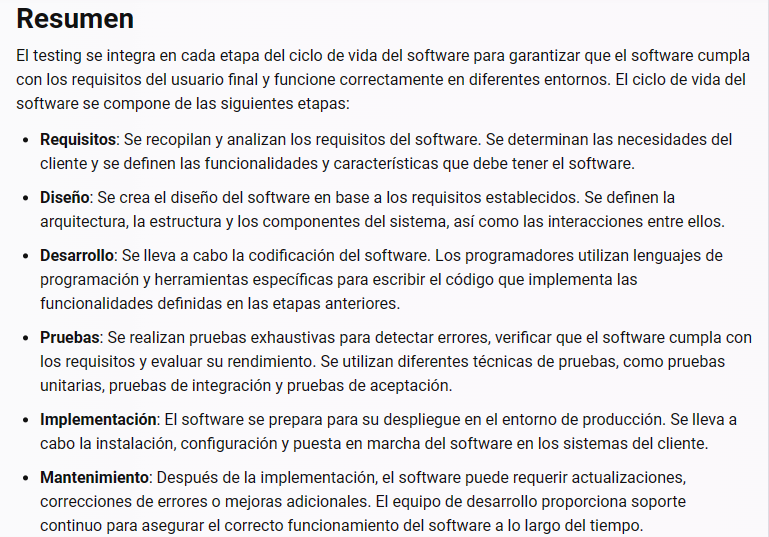 Resumen
El testing se integra en cada etapa del ciclo de vida del software para garantizar que el software cumpla
con los requisitos del usuario final y funcione correctamente en diferentes entornos. El ciclo de vida del
software se compone de las siguientes etapas:
• Requisitos: Se recopilan y analizan los requisitos del software. Se determinan las necesidades del
cliente y se definen las funcionalidades y características que debe tener el software.
• Diseño: Se crea el diseño del software en base a los requisitos establecidos. Se definen la
arquitectura, la estructura y los componentes del sistema, así como las interacciones entre ellos.
• Desarrollo: Se lleva a cabo la codificación del software. Los programadores utilizan lenguajes de
programación y herramientas específicas para escribir el código que implementa las
funcionalidades definidas en las etapas anteriores.
• Pruebas: Se realizan pruebas exhaustivas para detectar errores, verificar que el software cumpla con
los requisitos y evaluar su rendimiento. Se utilizan diferentes técnicas de pruebas, como pruebas
unitarias, pruebas de integración y pruebas de aceptación.
• Implementación: El software se prepara para su despliegue en el entorno de producción. Se lleva a
cabo la instalación, configuración y puesta en marcha del software en los sistemas del cliente.
• Mantenimiento: Después de la implementación, el software puede requerir actualizaciones,
correcciones de errores o mejoras adicionales. El equipo de desarrollo proporciona soporte
continuo para asegurar el correcto funcionamiento del software a lo largo del tiempo.